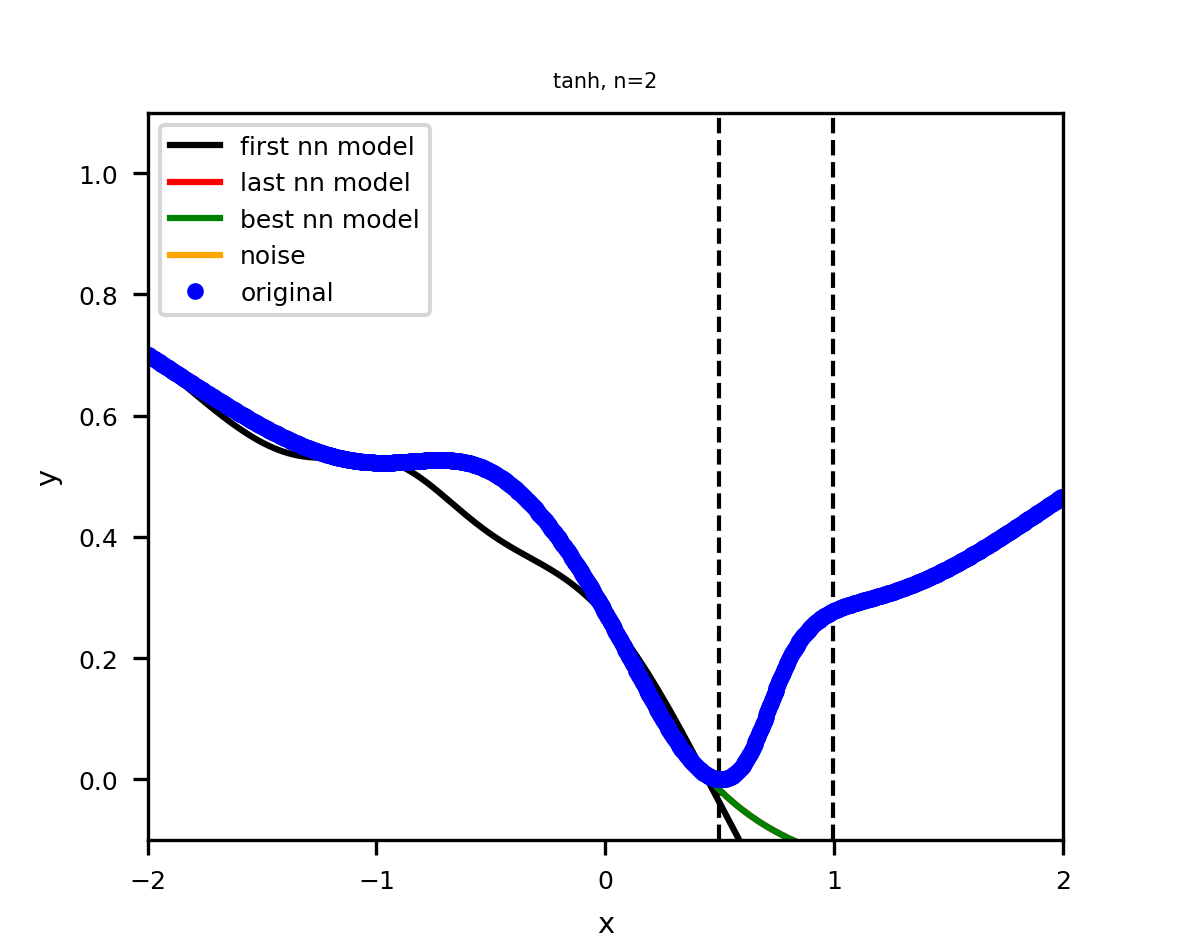 tanh, n=2
first nn model
last nn model
best nn model
noise
original
1.0
0.8
0.6
0.4
0.2
0.0
y
−2
−1
0
1
2
x